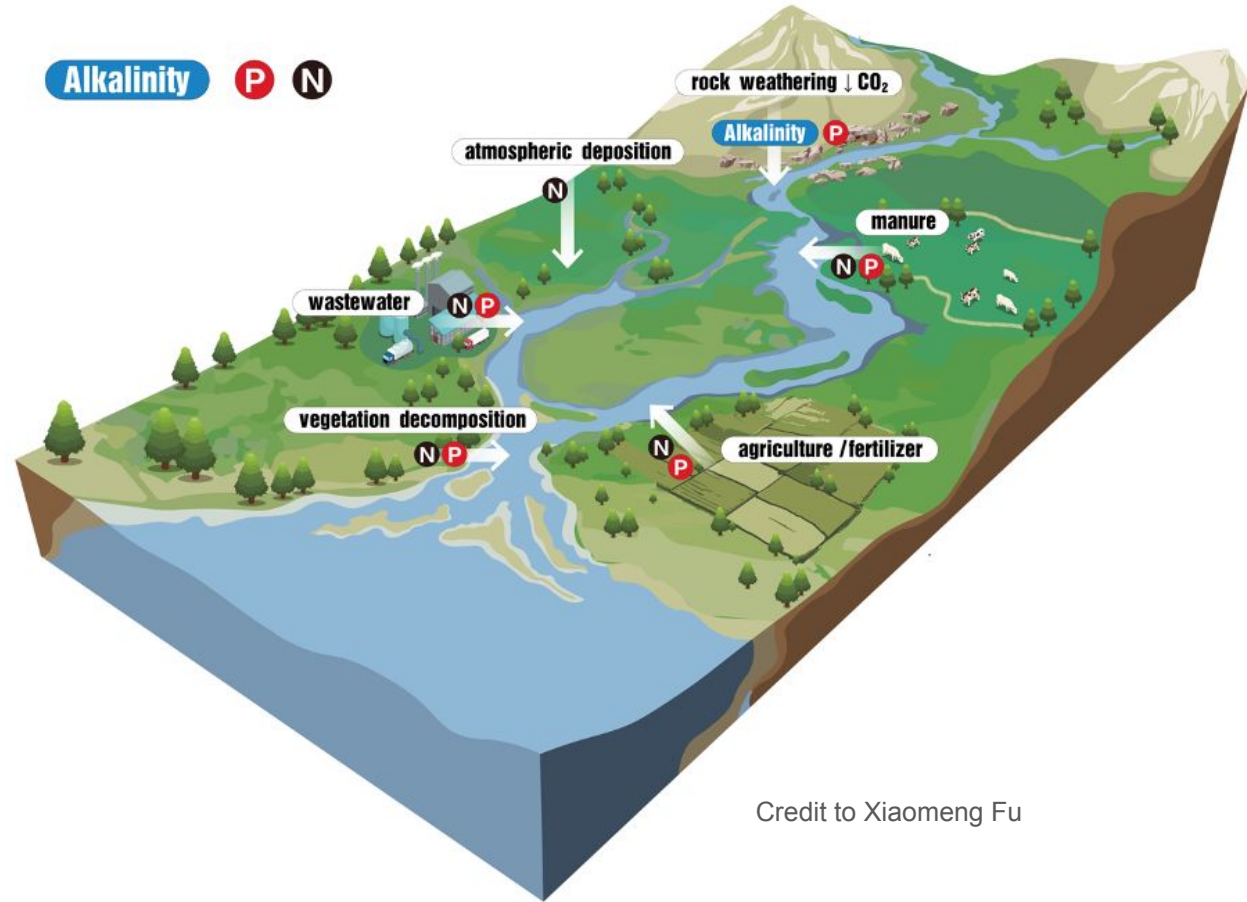 Alkalinity P N
rock weathering ↓ CO₂
Alkalinity P
atmospheric deposition
N
manure
N P
wastewater
N P
vegetation decomposition
N P
agriculture /fertilizer
N
P
Credit to Xiaomeng Fu